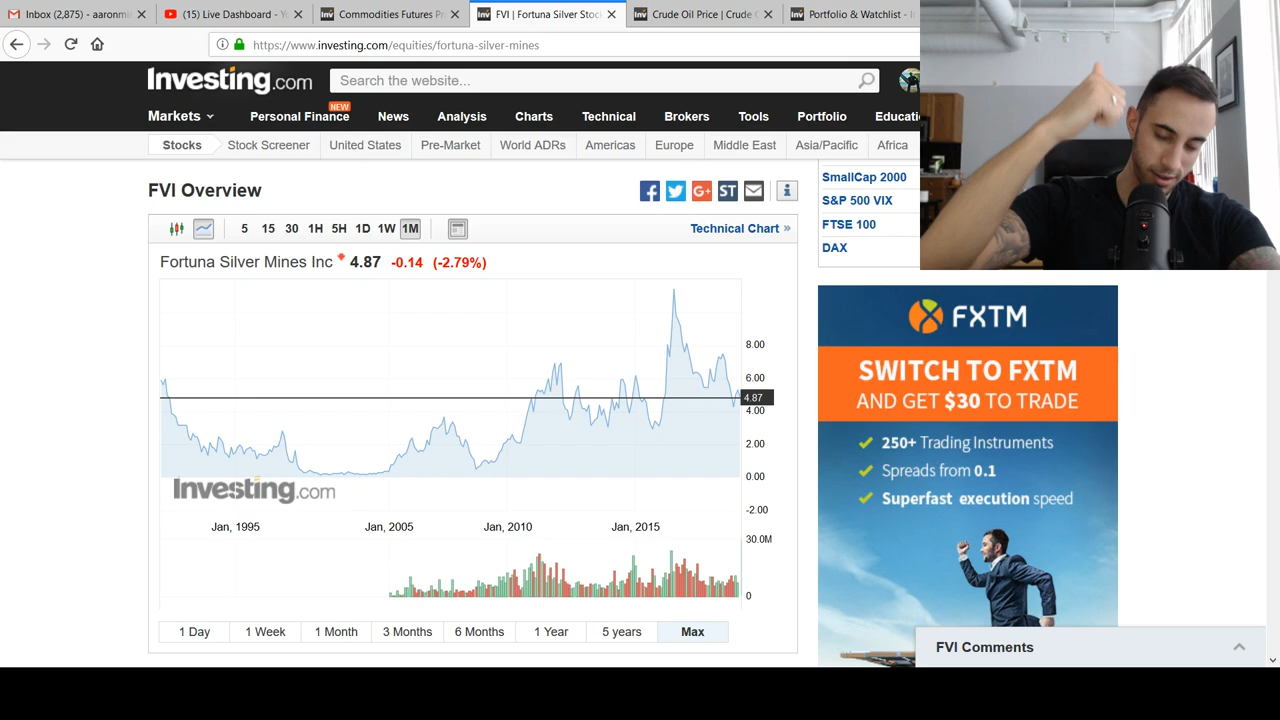 Inbox (2,875) - aaronmi
(15) Live Dashboard - Y
Commodities Futures Pr
FVI | Fortuna Silver Stoc
Crude Oil Price | Crude
Portfolio & Watchlist - In
https://www.investing.com/equities/fortuna-silver-mines
Investing.com
Search the website...
Markets
Personal Finance
NEW
News
Analysis
Charts
Technical
Brokers
Tools
Portfolio
Educati
Stocks
Stock Screener
United States
Pre-Market
World ADRs
Americas
Europe
Middle East
Asia/Pacific
Africa
FVI Overview
ST
5
15
30
1H
5H
1D
1W
1M
Technical Chart »
Fortuna Silver Mines Inc 4.87 -0.14 (-2.79%)
8.00
6.00
4.87
4.00
2.00
0.00
-2.00
Investing.com
Jan, 1995
Jan, 2005
Jan, 2010
Jan, 2015
30.0M
0
1 Day
1 Week
1 Month
3 Months
6 Months
1 Year
5 years
Max
SmallCap 2000
S&P 500 VIX
FTSE 100
DAX
FXTM
SWITCH TO FXTM
AND GET $30 TO TRADE
250+ Trading Instruments
Spreads from 0.1
Superfast execution speed
FVI Comments